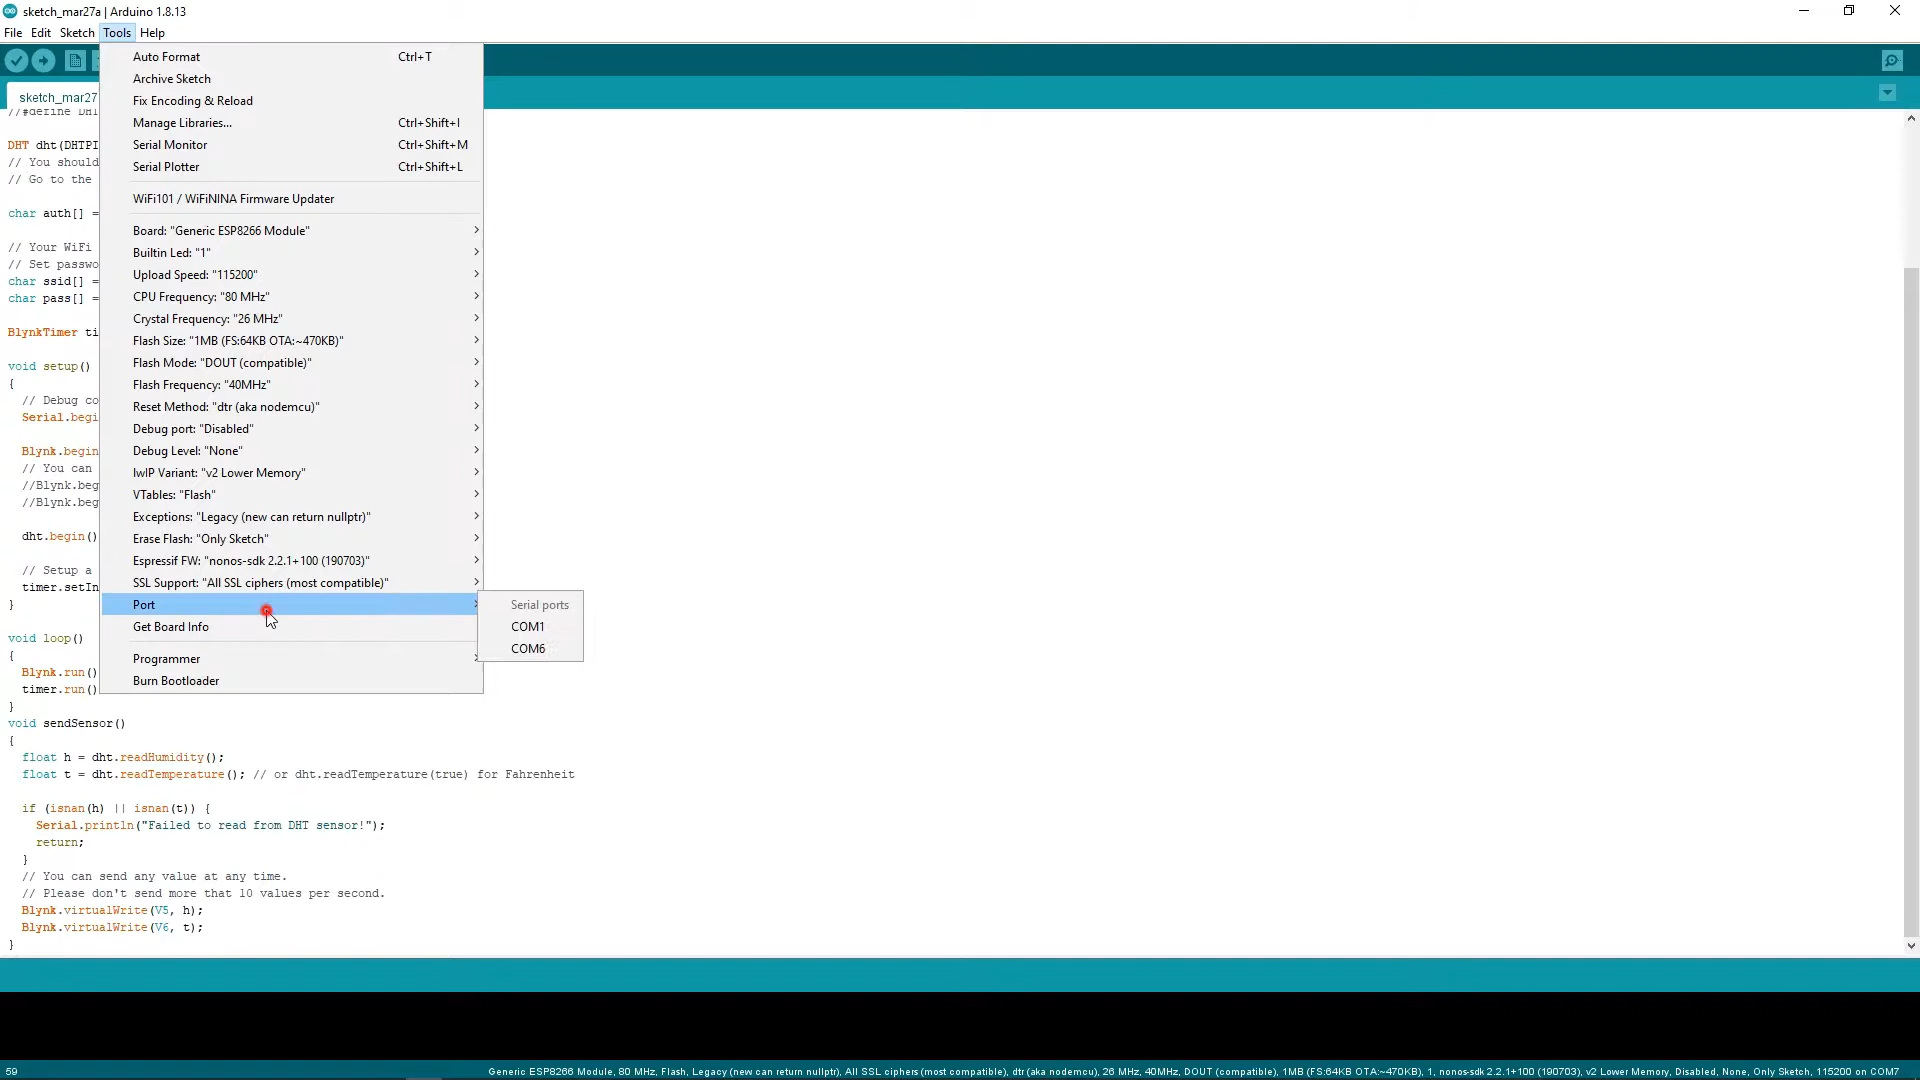 sketch_mar27a | Arduino 1.8.13
File Edit Sketch Tools Help
sketch_mar27
Auto Format Ctrl+T
Archive Sketch
Fix Encoding & Reload
Manage Libraries... Ctrl+Shift+I
Serial Monitor Ctrl+Shift+M
Serial Plotter Ctrl+Shift+L
WiFi101 / WiFiNINA Firmware Updater
Board: "Generic ESP8266 Module"
Builtin Led: "1"
Upload Speed: "115200"
CPU Frequency: "80 MHz"
Crystal Frequency: "26 MHz"
Flash Size: "1MB (FS:64KB OTA:~470KB)"
Flash Mode: "DOUT (compatible)"
Flash Frequency: "40MHz"
Reset Method: "dtr (aka nodemcu)"
Debug port: "Disabled"
Debug Level: "None"
lwIP Variant: "v2 Lower Memory"
VTables: "Flash"
Exceptions: "Legacy (new can return nullptr)"
Erase Flash: "Only Sketch"
Espressif FW: "nonos-sdk 2.2.1+100 (190703)"
SSL Support: "All SSL ciphers (most compatible)"
Port
Get Board Info
Programmer
Burn Bootloader
Serial ports
COM1
COM6
//#define DHT
DHT dht(DHTPI
// You should
// Go to the
char auth[] =
// Your WiFi
// Set passwo
char ssid[] =
char pass[] =
BlynkTimer ti
void setup()
{
// Debug co
Serial.begi
Blynk.begin
// You can
//Blynk.beg
//Blynk.beg
dht.begin()
// Setup a
timer.setIn
}
void loop()
{
Blynk.run()
timer.run()
}
void sendSensor()
{
float h = dht.readHumidity();
float t = dht.readTemperature(); // or dht.readTemperature(true) for Fahrenheit
if (isnan(h) || isnan(t)) {
Serial.println("Failed to read from DHT sensor!");
return;
}
// You can send any value at any time.
// Please don't send more that 10 values per second.
Blynk.virtualWrite(V5, h);
Blynk.virtualWrite(V6, t);
}
59 Generic ESP8266 Module, 80 MHz, Flash, Legacy (new can return nullptr), All SSL ciphers (most compatible), dtr (aka nodemcu), 26 MHz, 40MHz, DOUT (compatible), 1MB (FS:64KB OTA:~470KB), 1, nonos-sdk 2.2.1+100 (190703), v2 Lower Memory, Disabled, None, Only Sketch, 115200 on COM7